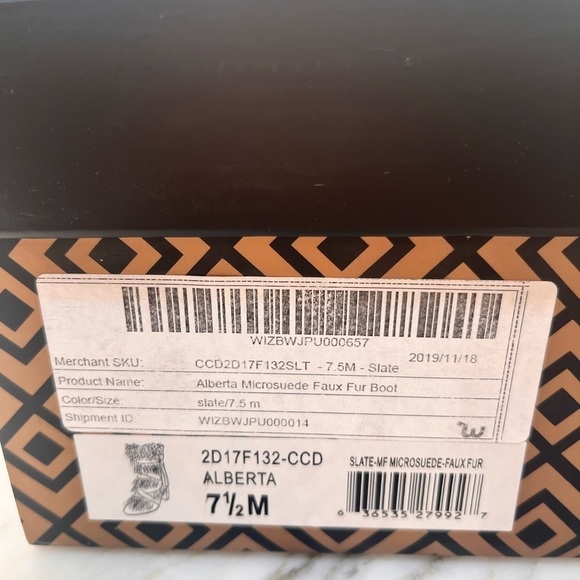 WIZBWJPU000657
2019/11/18
Merchant SKU: CCD2D17F132SLT - 7.5M - Slate
Product Name: Alberta Microsuede Faux Fur Boot
Color/Size: slate/7.5 m
Shipment ID: WIZBWJPU000014
2D17F132-CCD
ALBERTA
7½M
SLATE-MF MICROSUEDE-FAUX FUR
6 36535 27992 7